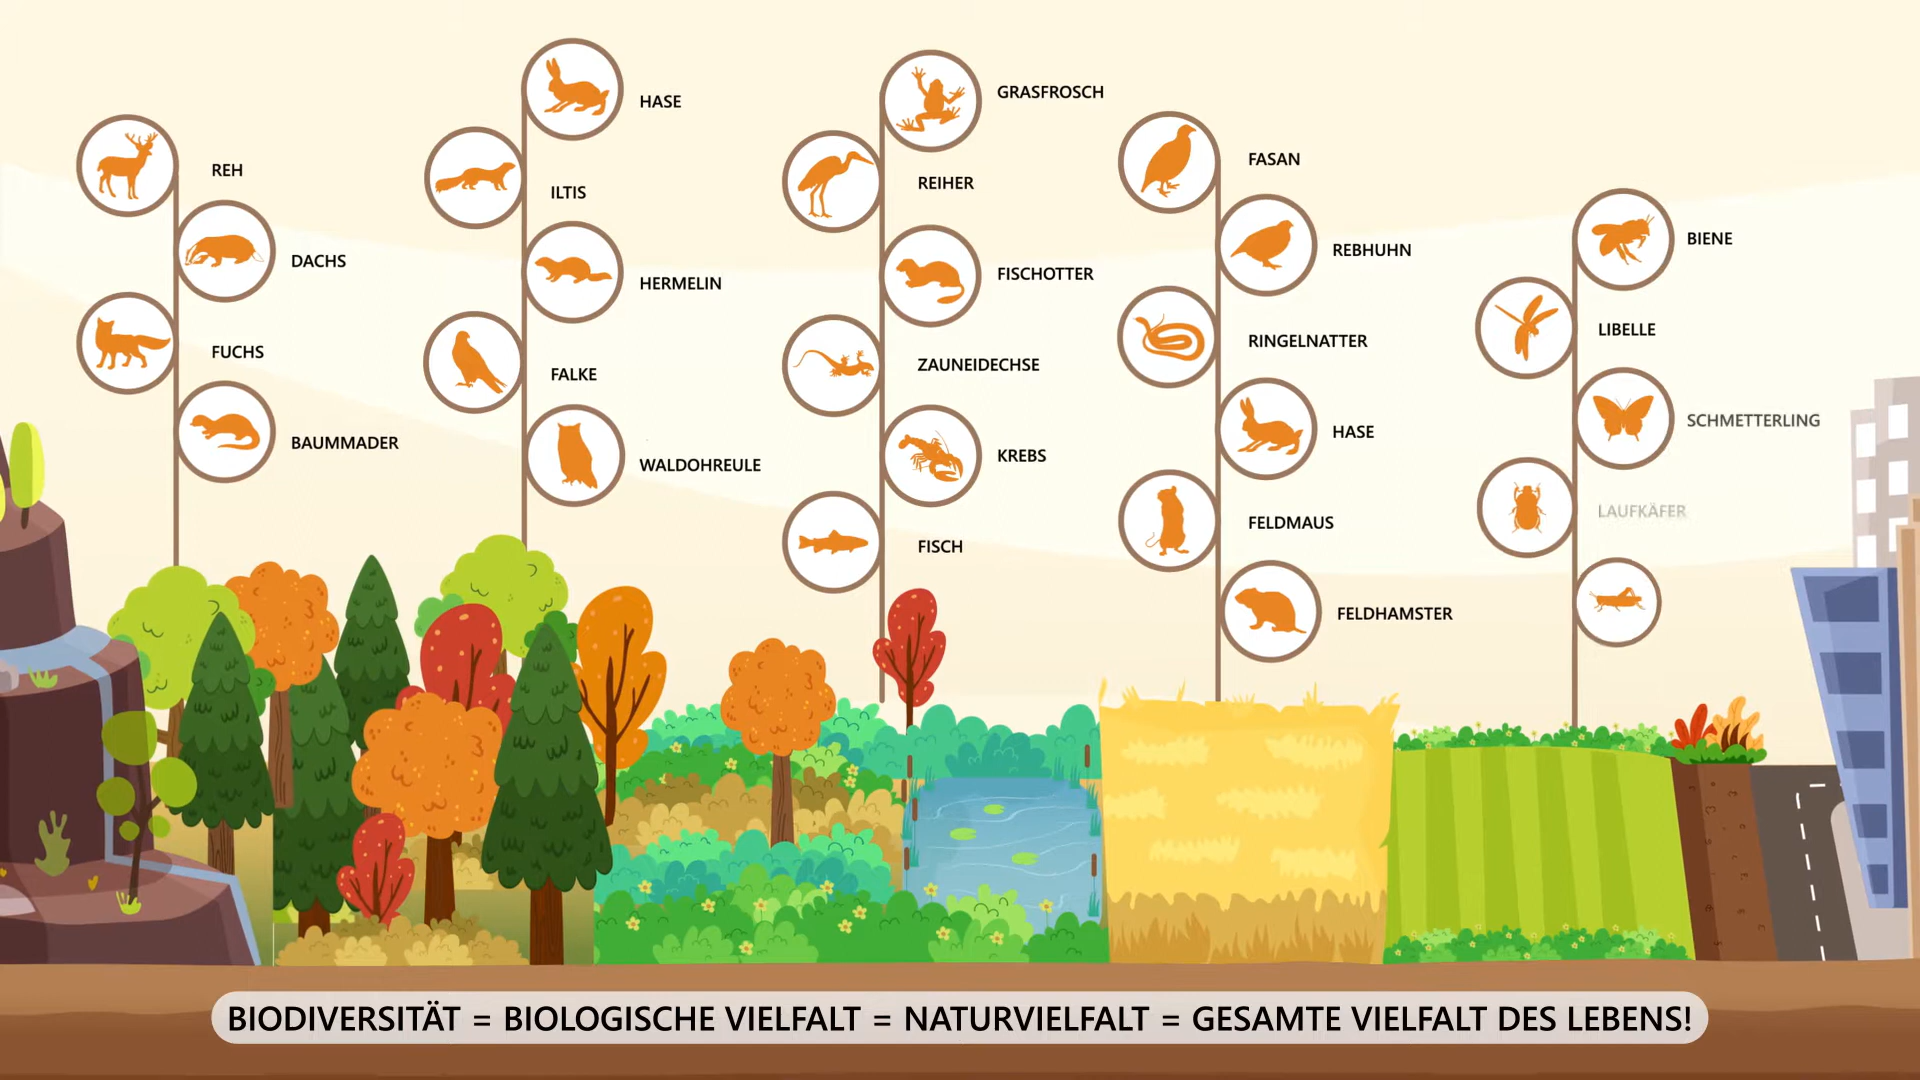 REH
DACHS
FUCHS
BAUMMADER
HASE
ILTIS
HERMELIN
FALKE
WALDOHREULE
GRASFROSCH
REIHER
FISCHOTTER
ZAUNEIDECHSE
KREBS
FISCH
FASAN
REBHUHN
RINGELNATTER
HASE
FELDMAUS
FELDHAMSTER
BIENE
LIBELLE
SCHMETTERLING
LAUFKÄFER
BIODIVERSITÄT = BIOLOGISCHE VIELFALT = NATURVIELFALT = GESAMTE VIELFALT DES LEBENS!